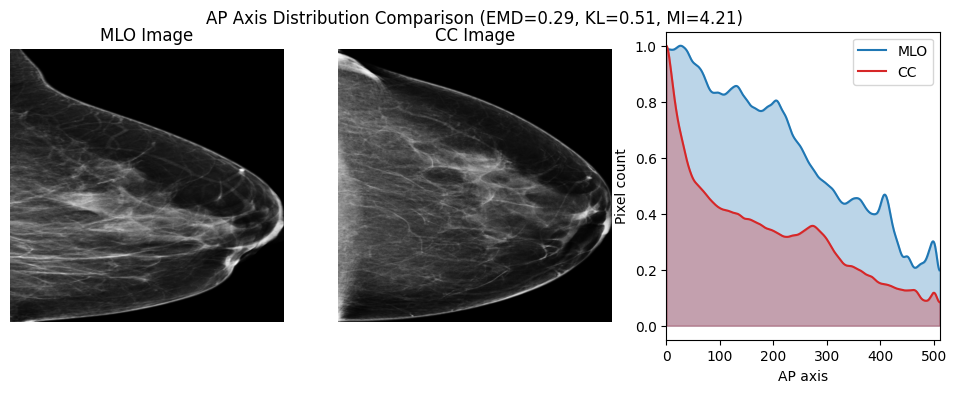 AP Axis Distribution Comparison (EMD=0.29, KL=0.51, MI=4.21)
MLO Image
CC Image
MLO
CC
Pixel count
1.0
0.8
0.6
0.4
0.2
0.0
0 100 200 300 400 500
AP axis